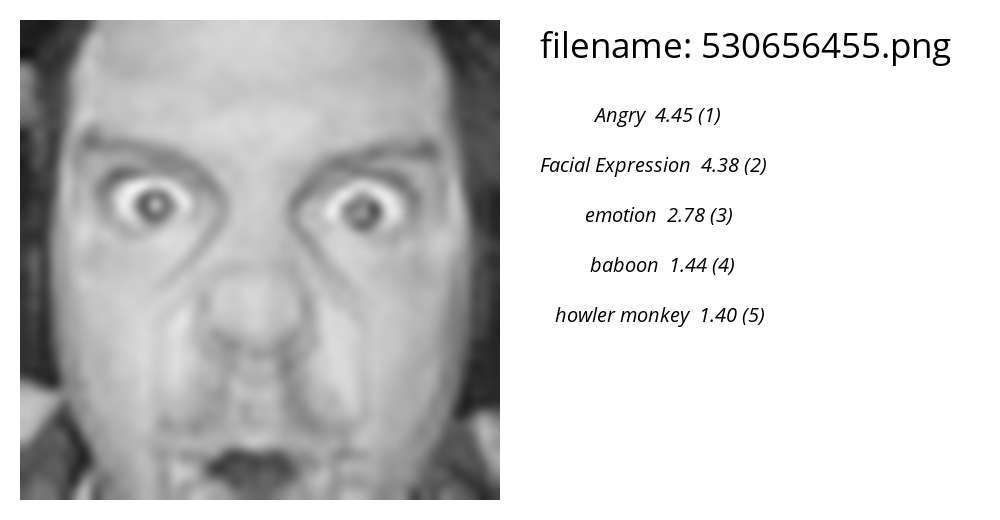 filename: 530656455.png
Angry 4.45 (1)
Facial Expression 4.38 (2)
emotion 2.78 (3)
baboon 1.44 (4)
howler monkey 1.40 (5)